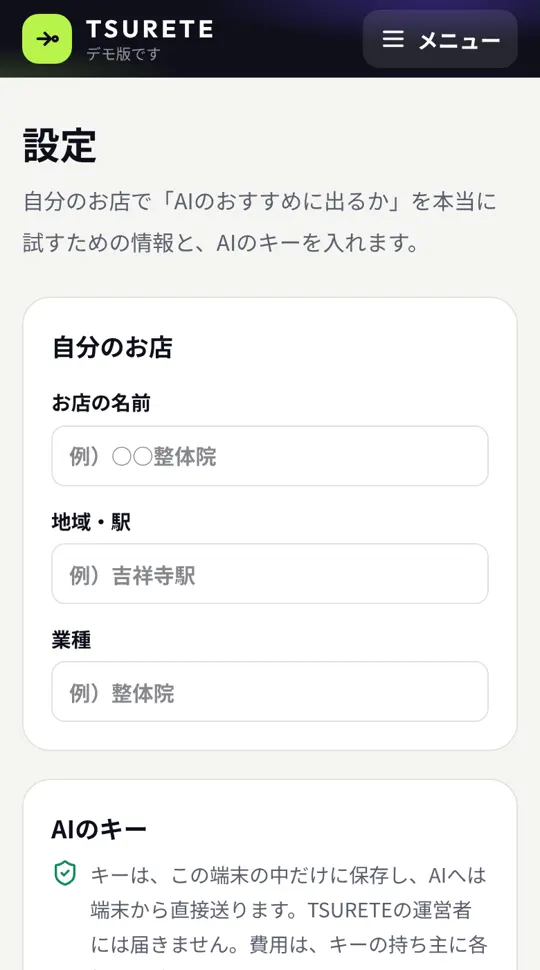 TSURETE
デモ版です
メニュー
設定
自分のお店で「AIのおすすめに出るか」を本当に
試すための情報と、AIのキーを入れます。
自分のお店
お店の名前
例）〇〇整体院
地域・駅
例）吉祥寺駅
業種
例）整体院
AIのキー
キーは、この端末の中だけに保存し、AIへは
端末から直接送ります。TSURETEの運営者
には届きません。費用は、キーの持ち主に各